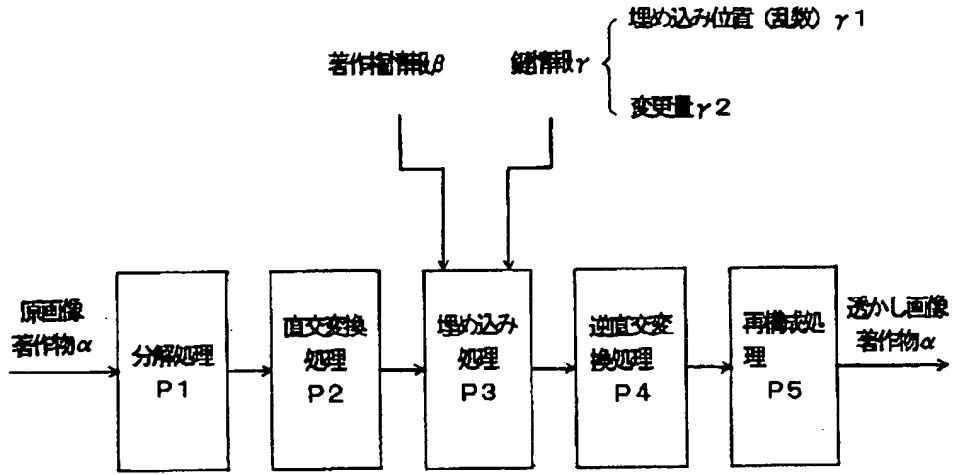 埋め込み位置（乱数）γ1
著作権情報β
鍵情報γ
変更量γ2
原画像
著作物α
分解処理
P1
直交変換
処理
P2
埋め込み
処理
P3
逆直交変
換処理
P4
再構成処
理
P5
透かし画像
著作物α